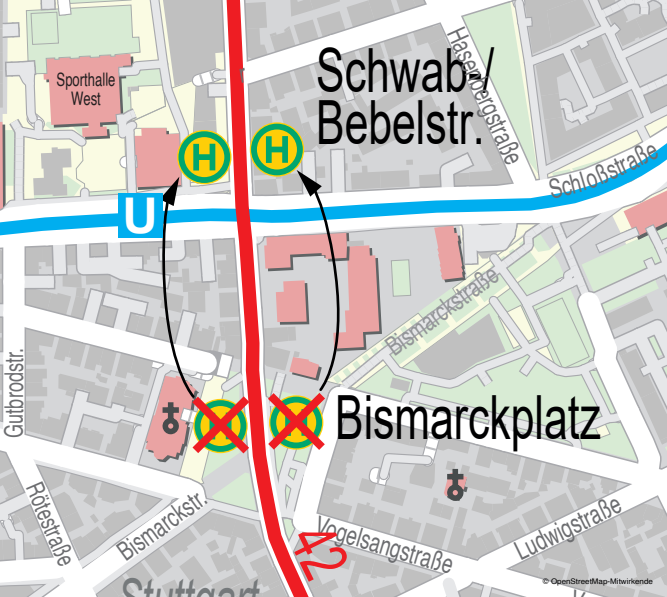 Sporthalle
West
Schwab-/
Bebelstr.
Hasenbergstraße
Schloßstraße
H
H
U
Bismarckstraße
Gutbrodstr.
H
H
Bismarckplatz
Rötestraße
Bismarckstr.
42
Vogelsangstraße
Ludwigstraße
Stuttgart
© OpenStreetMap-Mitwirkende